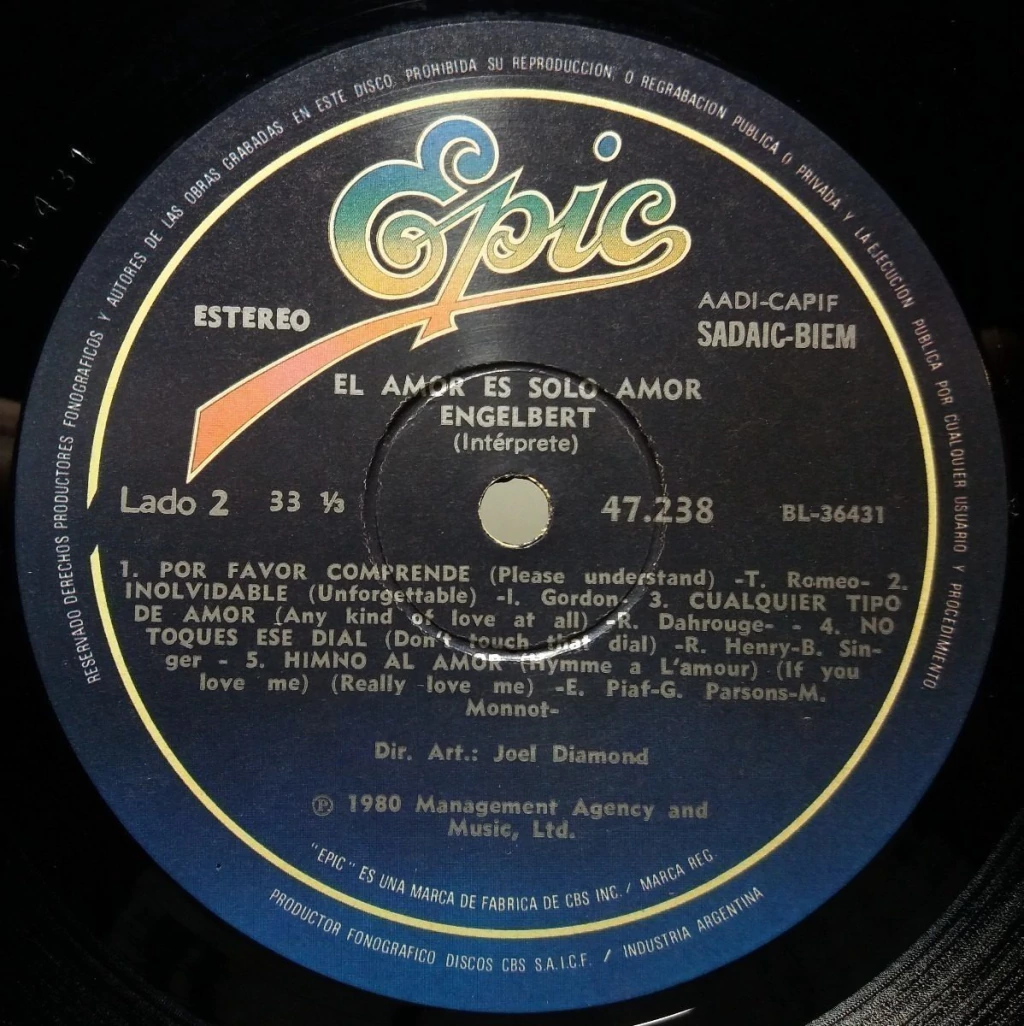 RESERVADO DERECHOS PRODUCTORES FONOGRAFICOS Y AUTORES DE LAS OBRAS GRABADAS EN ESTE DISCO. PROHIBIDA SU REPRODUCCION, O REGRABACION PUBLICA O PRIVADA Y LA EJECUCION PUBLICA POR CUALQUIER USUARIO Y PROCEDIMIENTO.
Epic
ESTEREO
AADI-CAPIF
SADAIC-BIEM
EL AMOR ES SOLO AMOR
ENGELBERT
(Intérprete)
Lado 2 33 ⅓ 47.238 BL-36431
1. POR FAVOR COMPRENDE (Please understand) -T. Romeo- 2.
INOLVIDABLE (Unforgettable) -I. Gordon- 3. CUALQUIER TIPO
DE AMOR (Any kind of love at all) -R. Dahrouge- - 4. NO
TOQUES ESE DIAL (Don't touch that dial) -R. Henry-B. Sin-
ger - 5. HIMNO AL AMOR (Hymme a L'amour) (If you
love me) (Really love me) -E. Piaf-G. Parsons-M.
Monnot-
Dir. Art.: Joel Diamond
℗ 1980 Management Agency and
Music, Ltd.
"EPIC" ES UNA MARCA DE FABRICA DE CBS INC. / MARCA REG.
PRODUCTOR FONOGRAFICO DISCOS CBS S.A.I.C.F. / INDUSTRIA ARGENTINA